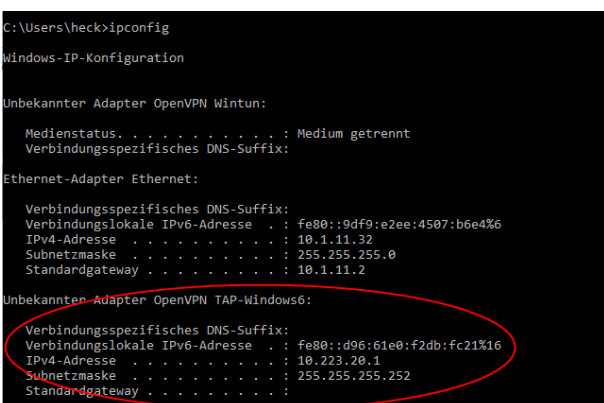 C:\Users\heck>ipconfig
Windows-IP-Konfiguration
Unbekannter Adapter OpenVPN Wintun:
Medienstatus. . . . . . . . . . . : Medium getrennt
Verbindungsspezifisches DNS-Suffix:
Ethernet-Adapter Ethernet:
Verbindungsspezifisches DNS-Suffix:
Verbindungslokale IPv6-Adresse  . : fe80::9df9:e2ee:4507:b6e4%6
IPv4-Adresse  . . . . . . . . . . : 10.1.11.32
Subnetzmaske  . . . . . . . . . . : 255.255.255.0
Standardgateway . . . . . . . . . : 10.1.11.2
Unbekannter Adapter OpenVPN TAP-Windows6:
Verbindungsspezifisches DNS-Suffix:
Verbindungslokale IPv6-Adresse  . : fe80::d96:61e0:f2db:fc21%16
IPv4-Adresse  . . . . . . . . . . : 10.223.20.1
Subnetzmaske  . . . . . . . . . . : 255.255.255.252
Standardgateway . . . . . . . . . :